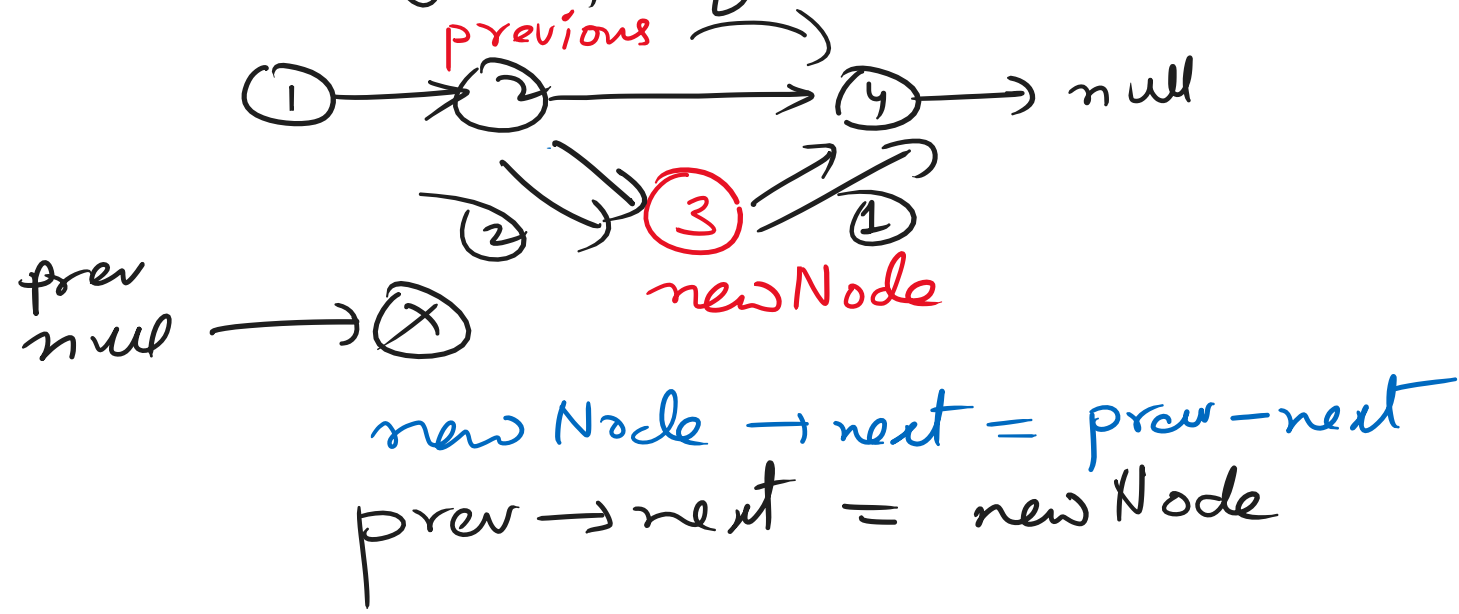 previous
1 → 2 → 4 → null
2 3 1
newNode
prev
null → X
newNode → next = prev - next
prev → next = newNode